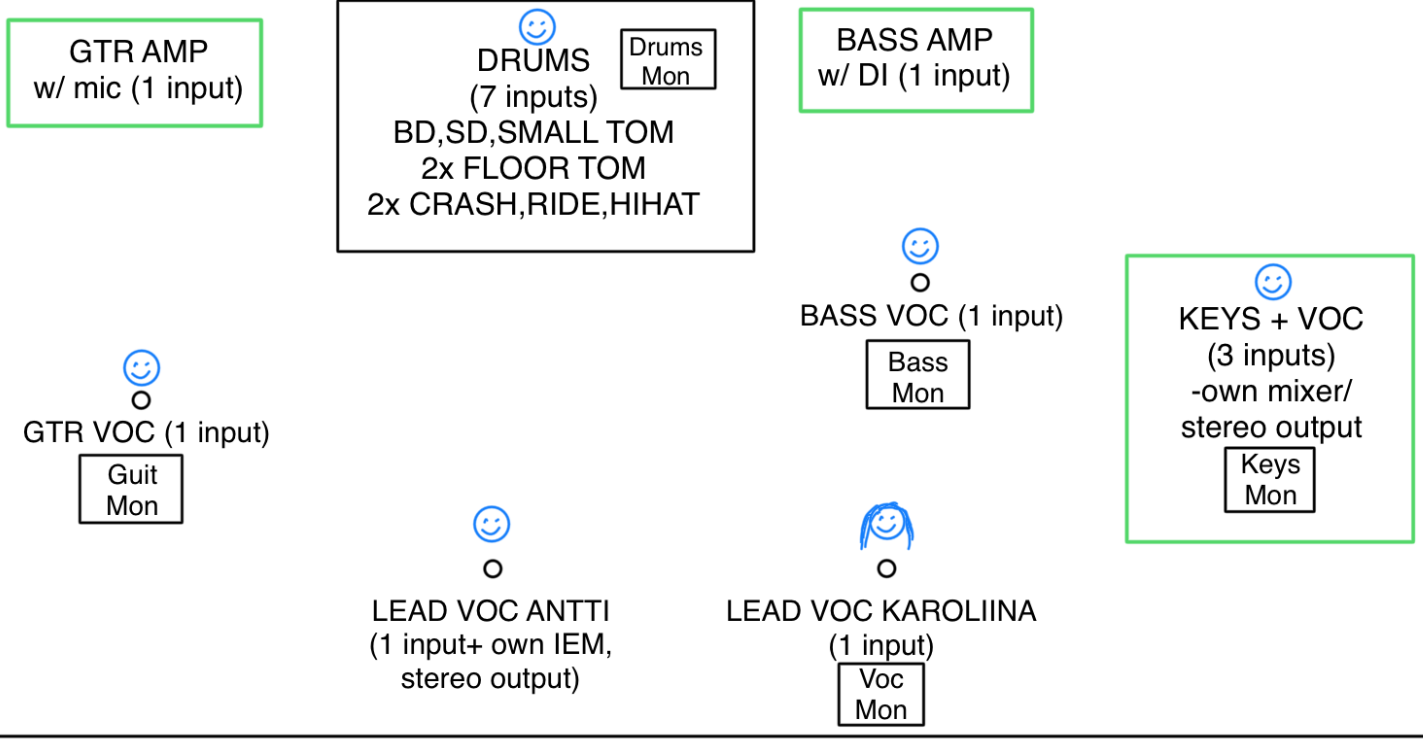 GTR AMP
w/ mic (1 input)
DRUMS
(7 inputs)
BD,SD,SMALL TOM
2x FLOOR TOM
2x CRASH,RIDE,HIHAT
Drums
Mon
BASS AMP
w/ DI (1 input)
BASS VOC (1 input)
Bass
Mon
KEYS + VOC
(3 inputs)
-own mixer/
stereo output
Keys
Mon
GTR VOC (1 input)
Guit
Mon
LEAD VOC ANTTI
(1 input+ own IEM,
stereo output)
LEAD VOC KAROLIINA
(1 input)
Voc
Mon